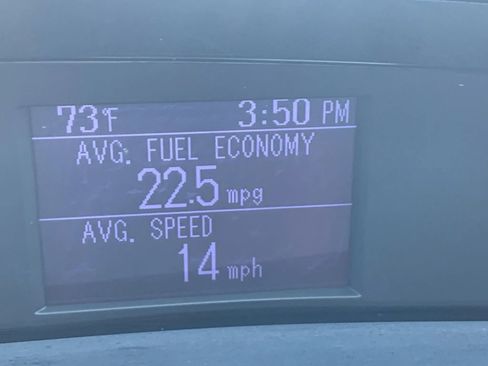 73°F 3:50 PM
AVG. FUEL ECONOMY
22.5 mpg
AVG. SPEED
14 mph